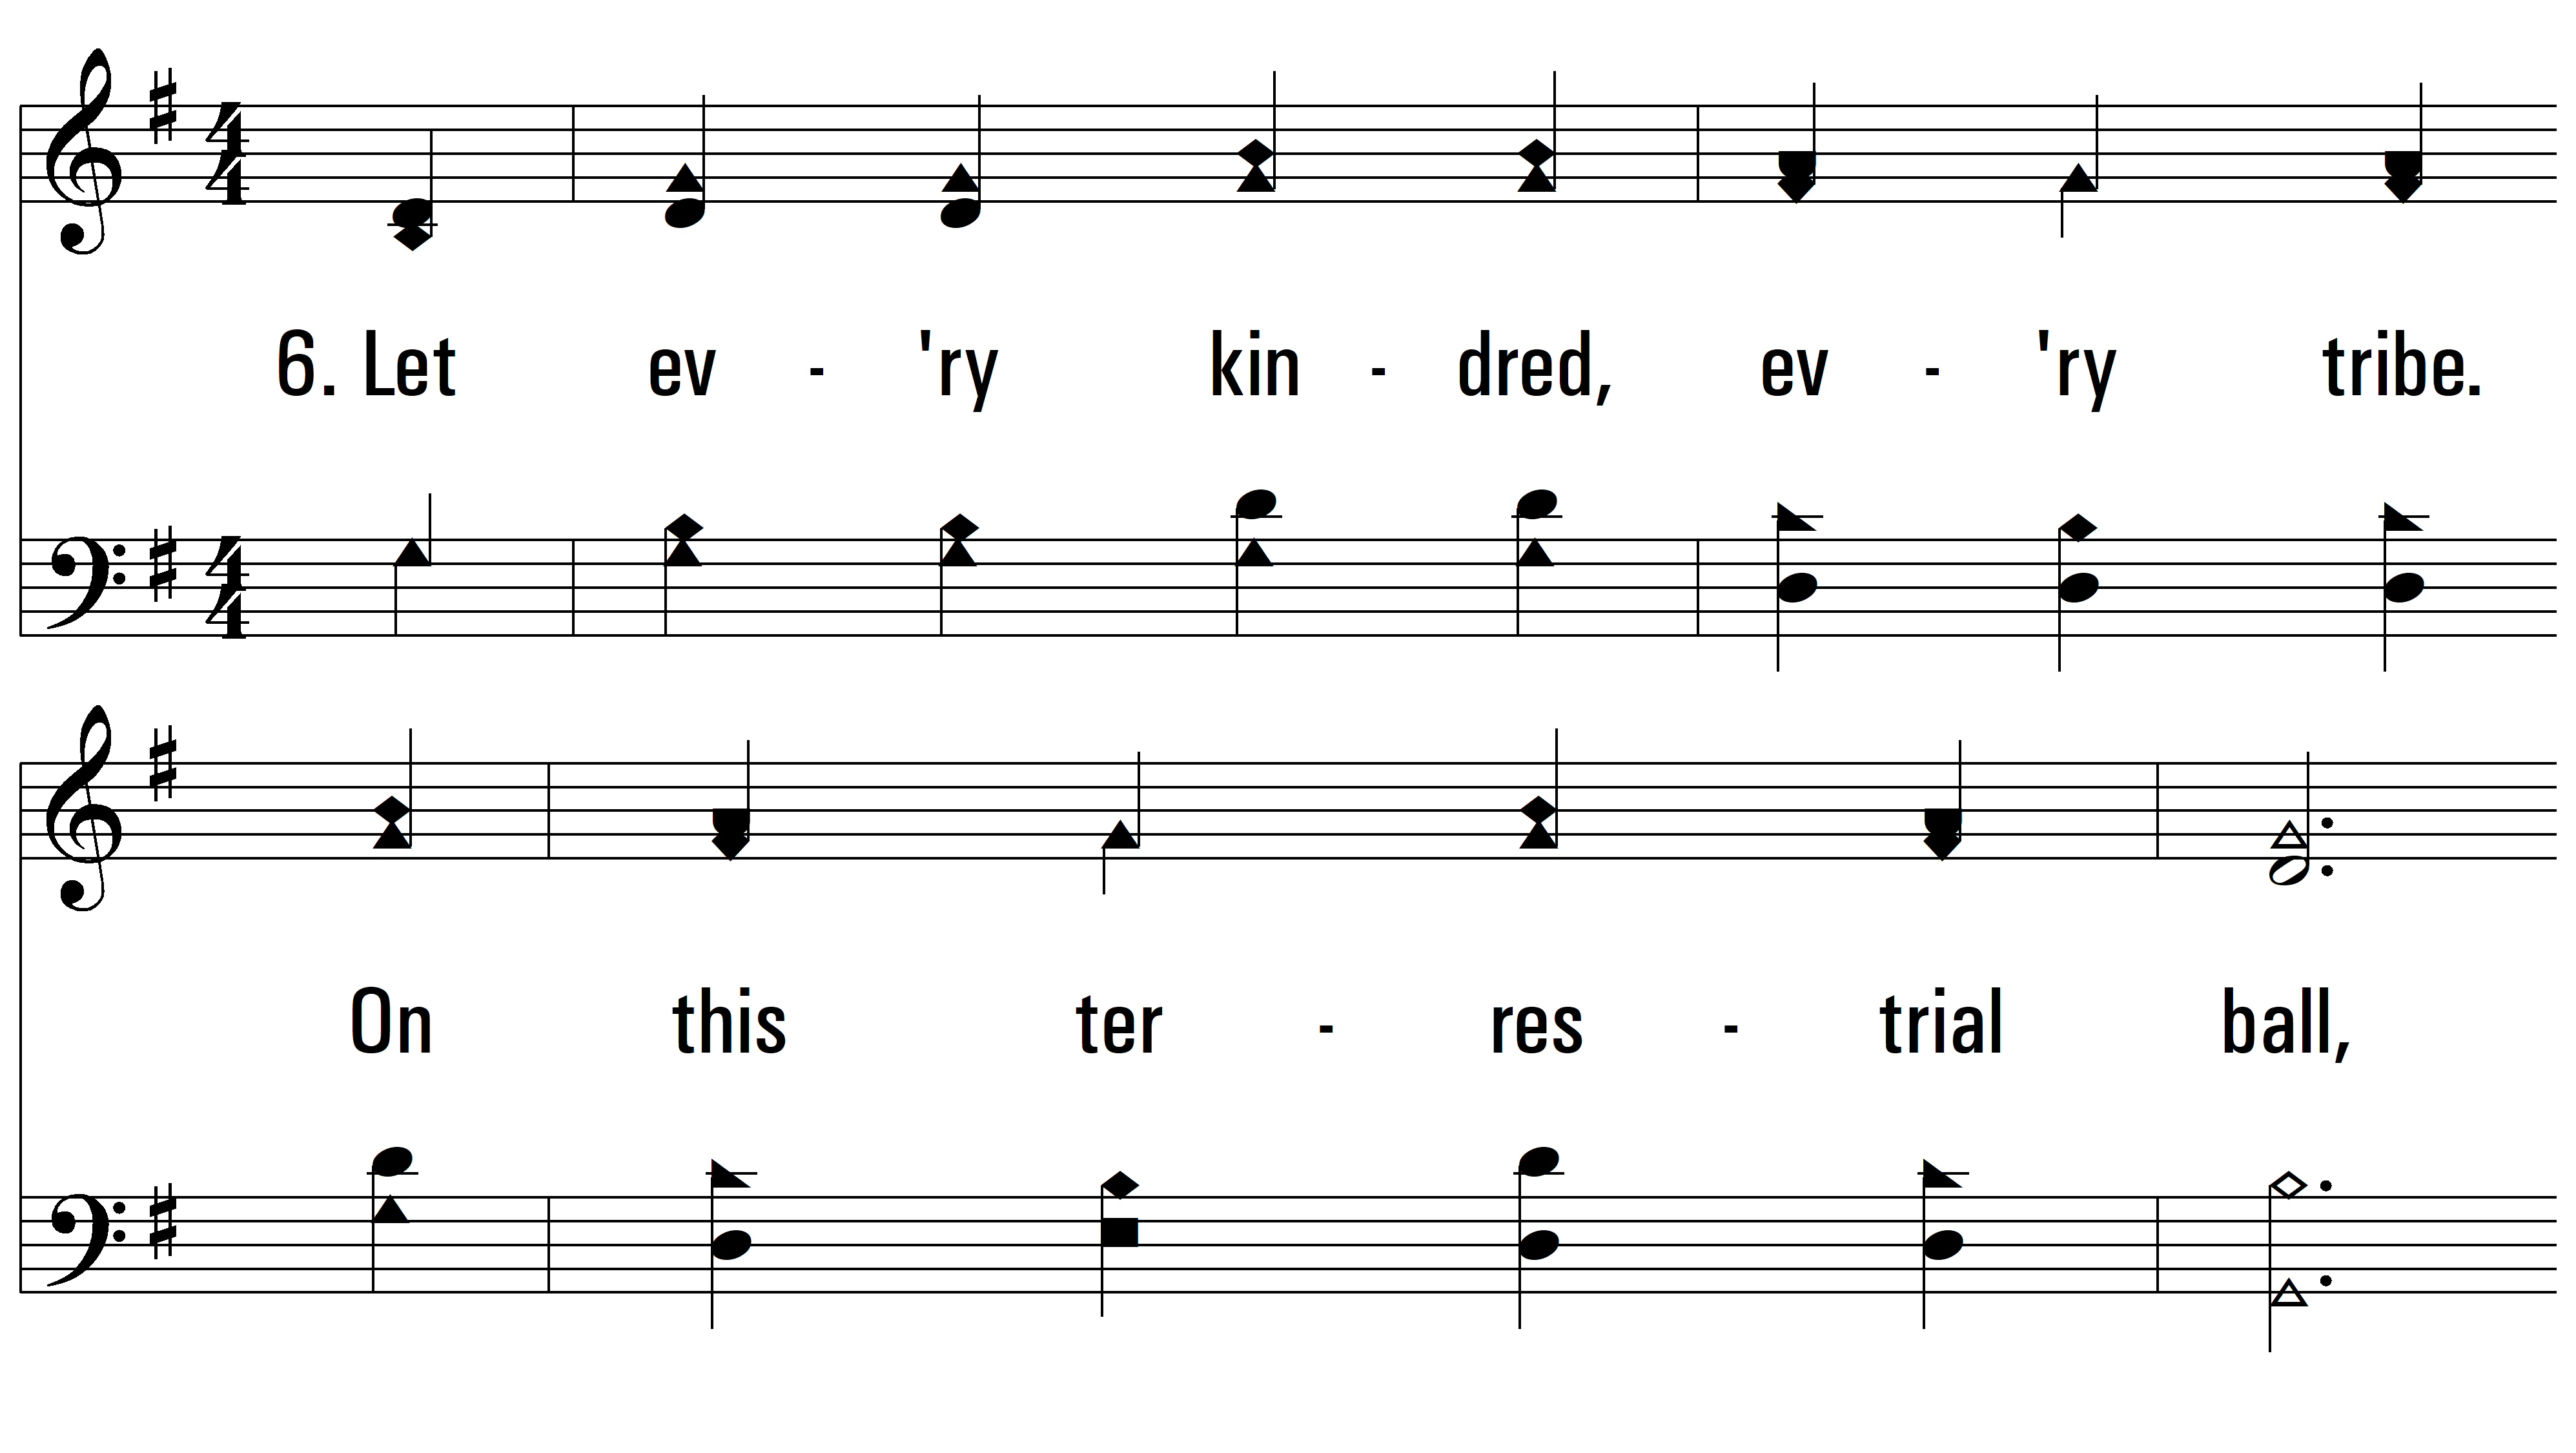 6. Let ev - 'ry kin - dred, ev - 'ry tribe.
On this ter - res - trial ball,